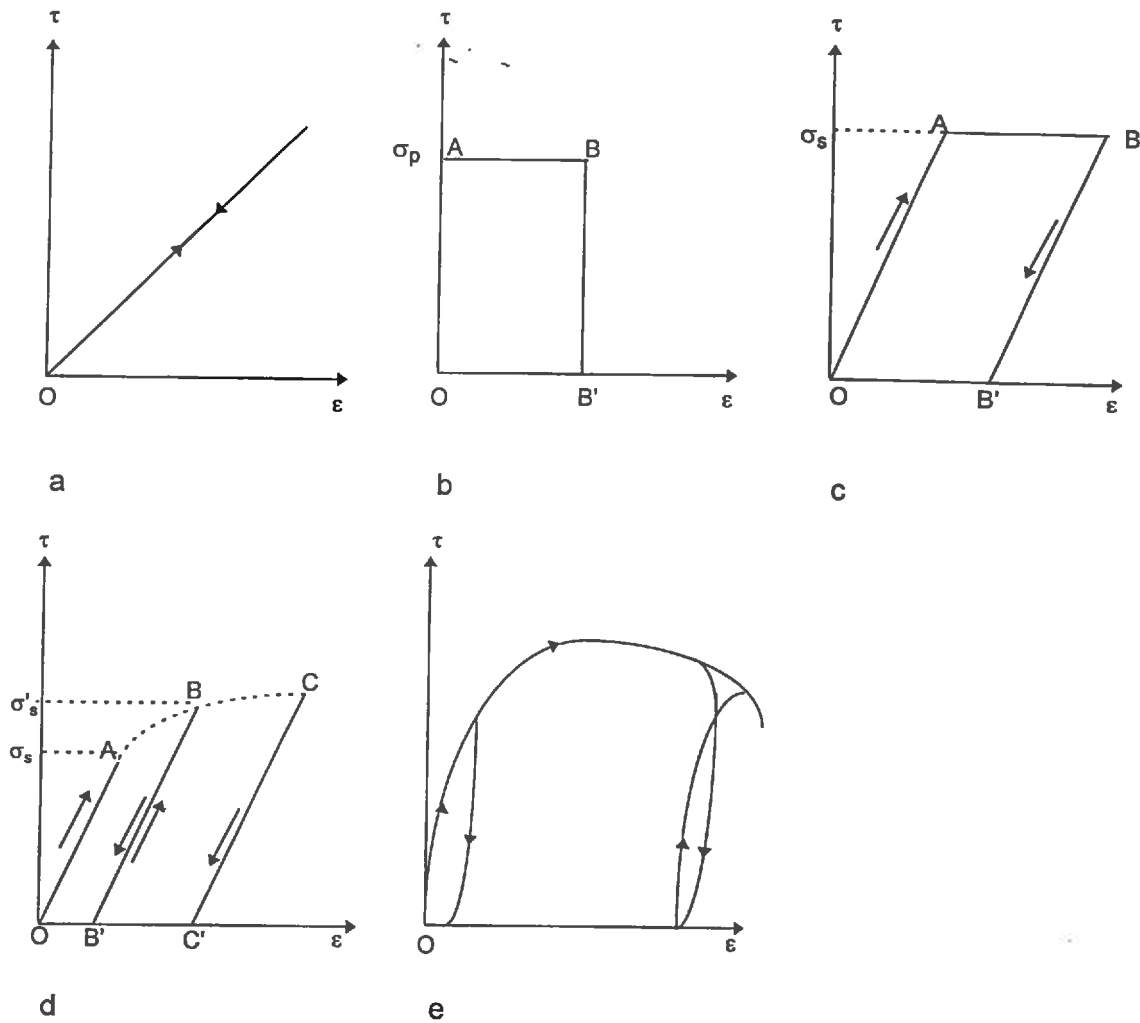 τ τ τ
σp A B
σs A B
O ε O B' ε O B' ε
a b c
τ τ
σ's B C
σs A
O B' C' ε O ε
d e